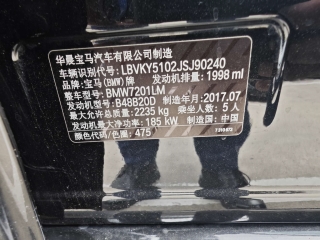 华晨宝马汽车有限公司制造
车辆识别代号: LBVKY5102JSJ90240
品牌: 宝马(BMW)牌 发动机排量: 1998 ml
整车型号: BMW7201LM
发动机型号: B48B20D 制造年月: 2017.07
最大允许总质量: 2235 kg 乘坐人数: 5 人
发动机最大净功率: 185 kW 制造国: 中国
颜色代码/色圈: 475